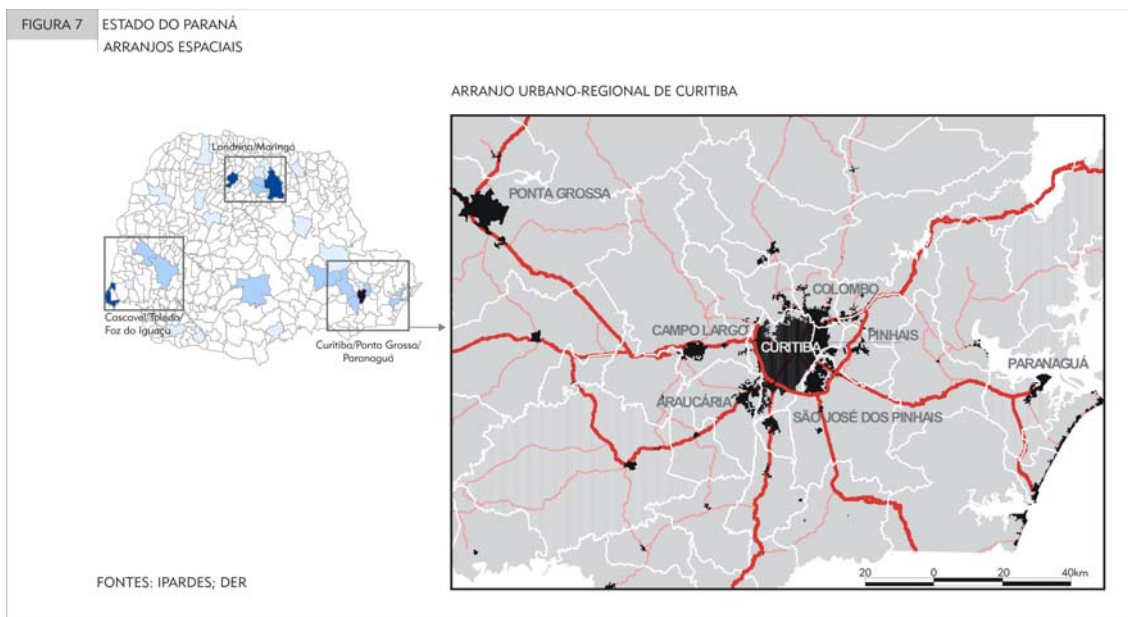 FIGURA 7
ESTADO DO PARANÁ
ARRANJOS ESPACIAIS
ARRANJO URBANO-REGIONAL DE CURITIBA
Londrina/Maringá
Cascavel/Toledo/
Foz do Iguaçu
Curitiba/Ponta Grossa/
Paranaguá
PONTA GROSSA
COLOMBO
CAMPO LARGO
CURITIBA
PINHAIS
PARANAGUÁ
ARAUCÁRIA
SÃO JOSÉ DOS PINHAIS
20 0 20 40km
FONTES: IPARDES; DER